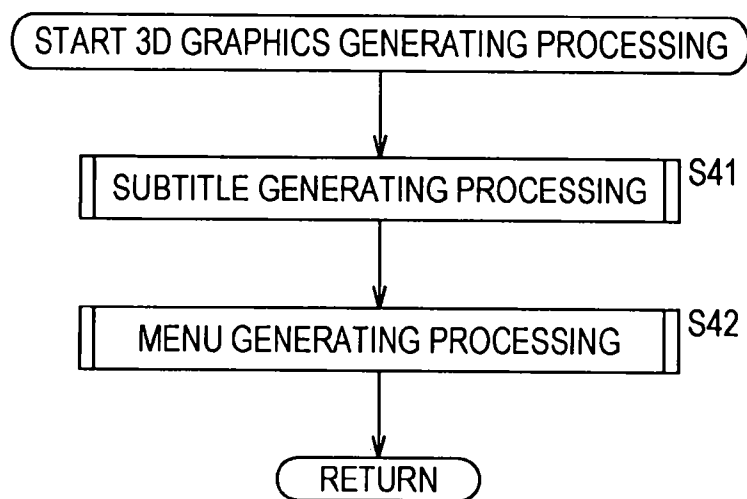 START 3D GRAPHICS GENERATING PROCESSING
SUBTITLE GENERATING PROCESSING
S41
MENU GENERATING PROCESSING
S42
RETURN